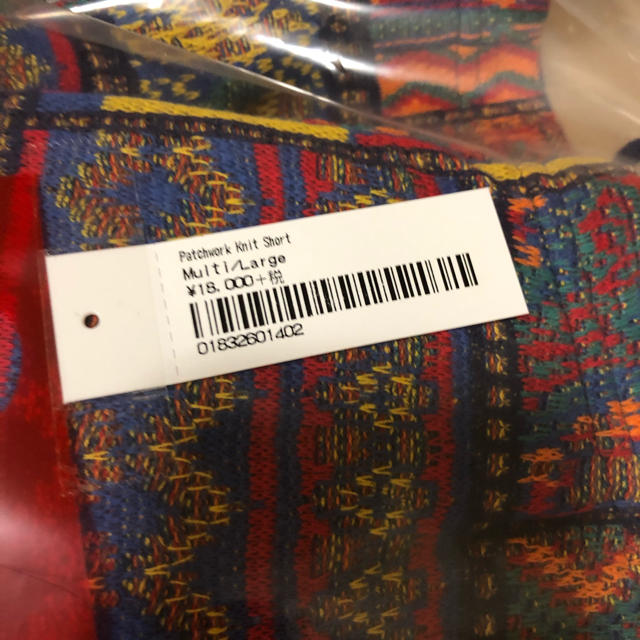 Patchwork Knit Short
Multi/Large
¥18,000+税
01832601402